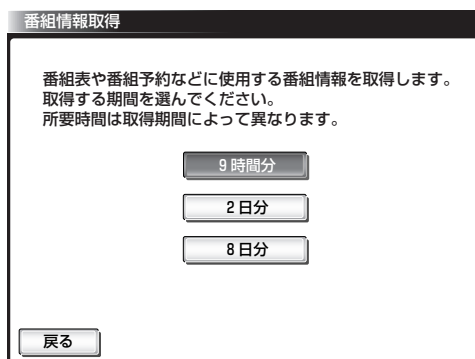 番組情報取得
番組表や番組予約などに使用する番組情報を取得します。
取得する期間を選んでください。
所要時間は取得期間によって異なります。
9時間分
2日分
8日分
戻る